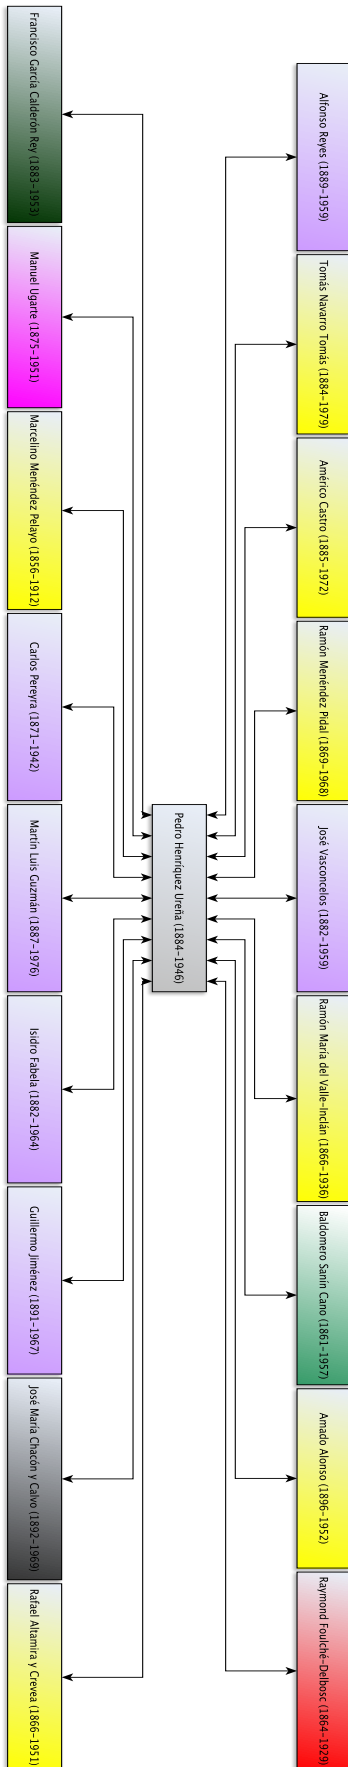 Francisco García Calderón Rey (1883-1953)
Manuel Ugarte (1875-1951)
Marcelino Menéndez Pelayo (1856-1912)
Carlos Pereyra (1871-1942)
Martín Luis Guzmán (1887-1976)
Isidro Fabela (1882-1964)
Guillermo Jiménez (1891-1967)
José María Chacón y Calvo (1892-1969)
Rafael Altamira y Crevea (1866-1951)
Pedro Henríquez Ureña (1884-1946)
Alfonso Reyes (1889-1959)
Tomás Navarro Tomás (1884-1979)
Américo Castro (1885-1972)
Ramón Menéndez Pidal (1869-1968)
José Vasconcelos (1882-1959)
Ramón María del Valle-Inclán (1866-1936)
Baldomero Sanín Cano (1861-1957)
Amado Alonso (1896-1952)
Raymond Foulché-Delbosc (1864-1929)